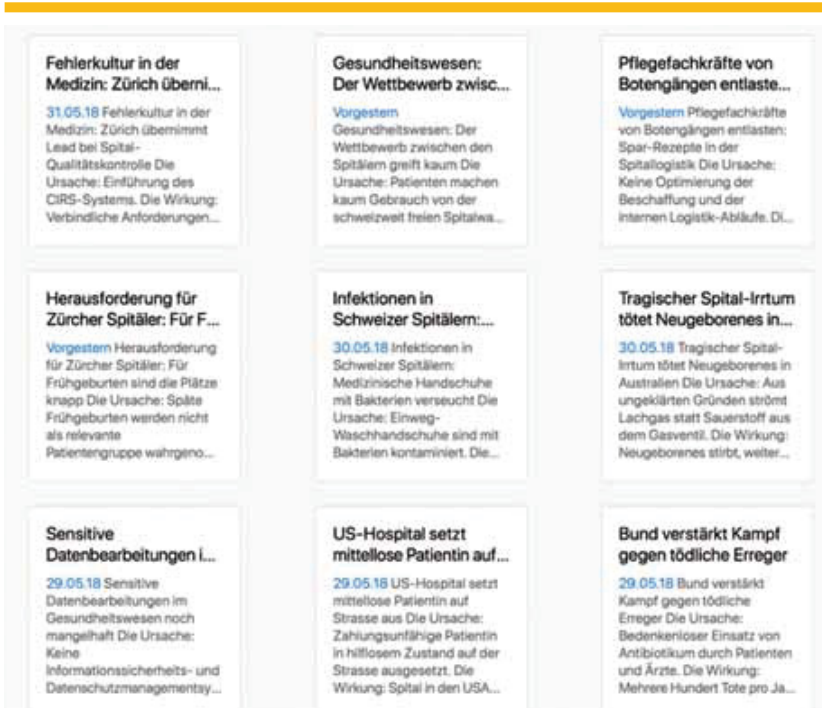 Fehlerkultur in der
Medizin: Zürich überni...
31.05.18 Fehlerkultur in der
Medizin: Zürich übernimmt
Lead bei Spital-
Qualitätskontrolle Die
Ursache: Einführung des
CIRS-Systems. Die Wirkung:
Verbindliche Anforderungen...
Gesundheitswesen:
Der Wettbewerb zwisc...
Vorgestern
Gesundheitswesen: Der
Wettbewerb zwischen den
Spitälern greift kaum Die
Ursache: Patienten machen
kaum Gebrauch von der
schweizweit freien Spitalwa...
Pflegefachkräfte von
Botengängen entlaste...
Vorgestern Pflegefachkräfte
von Botengängen entlasten:
Spar-Rezepte in der
Spitallogistik Die Ursache:
Keine Optimierung der
Beschaffung und der
internen Logistik-Abläufe. Di...
Herausforderung für
Zürcher Spitäler: Für F...
Vorgestern Herausforderung
für Zürcher Spitäler: Für
Frühgeburten sind die Plätze
knapp Die Ursache: Späte
Frühgeburten werden nicht
als relevante
Patientengruppe wahrgeno...
Infektionen in
Schweizer Spitälern:...
30.05.18 Infektionen in
Schweizer Spitälern:
Medizinische Handschuhe
mit Bakterien verseucht Die
Ursache: Einweg-
Waschhandschuhe sind mit
Bakterien kontaminiert. Die...
Tragischer Spital-Irrtum
tötet Neugeborenes in...
30.05.18 Tragischer Spital-
Irrtum tötet Neugeborenes in
Australien Die Ursache: Aus
ungeklärten Gründen strömt
Lachgas statt Sauerstoff aus
dem Gasventil. Die Wirkung:
Neugeborenes stirbt, weiter...
Sensitive
Datenbearbeitungen i...
29.05.18 Sensitive
Datenbearbeitungen im
Gesundheitswesen noch
mangelhaft Die Ursache:
Keine
Informationssicherheits- und
Datenschutzmanagementsy...
US-Hospital setzt
mittellose Patientin auf...
29.05.18 US-Hospital setzt
mittellose Patientin auf
Strasse aus Die Ursache:
Zahlungsunfähige Patientin
in hilflosem Zustand auf der
Strasse ausgesetzt. Die
Wirkung: Spital in den USA...
Bund verstärkt Kampf
gegen tödliche Erreger
29.05.18 Bund verstärkt
Kampf gegen tödliche
Erreger Die Ursache:
Bedenkenloser Einsatz von
Antibiotikum durch Patienten
und Ärzte. Die Wirkung:
Mehrere Hundert Tote pro Ja...